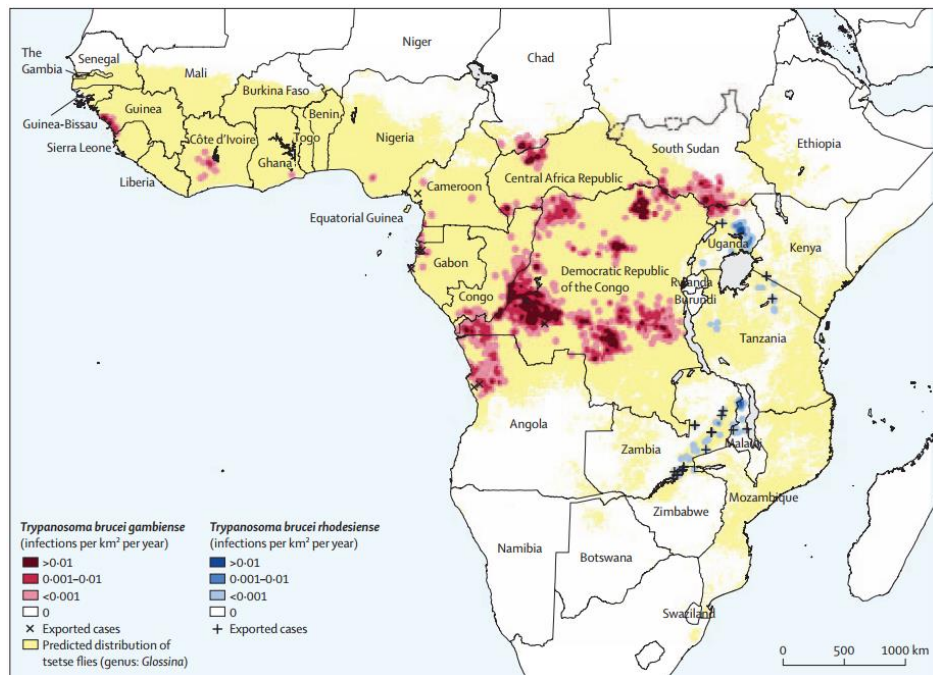 Niger
Chad
The
Gambia
Senegal
Mali
Burkina Faso
Guinea
Benin
Guinea-Bissau
Côte d'Ivoire
Togo
Nigeria
Ghana
Sierra Leone
Liberia
South Sudan
Ethiopia
Cameroon
Central Africa Republic
Equatorial Guinea
Uganda
Kenya
Gabon
Democratic Republic
of the Congo
Rwanda
Burundi
Congo
Tanzania
Angola
Zambia
Malawi
Mozambique
Zimbabwe
Namibia
Botswana
Swaziland
Trypanosoma brucei gambiense
(infections per km² per year)
>0·01
0·001–0·01
<0·001
0
× Exported cases
Predicted distribution of
tsetse flies (genus: Glossina)
Trypanosoma brucei rhodesiense
(infections per km² per year)
>0·01
0·001–0·01
<0·001
0
+ Exported cases
0 500 1000 km